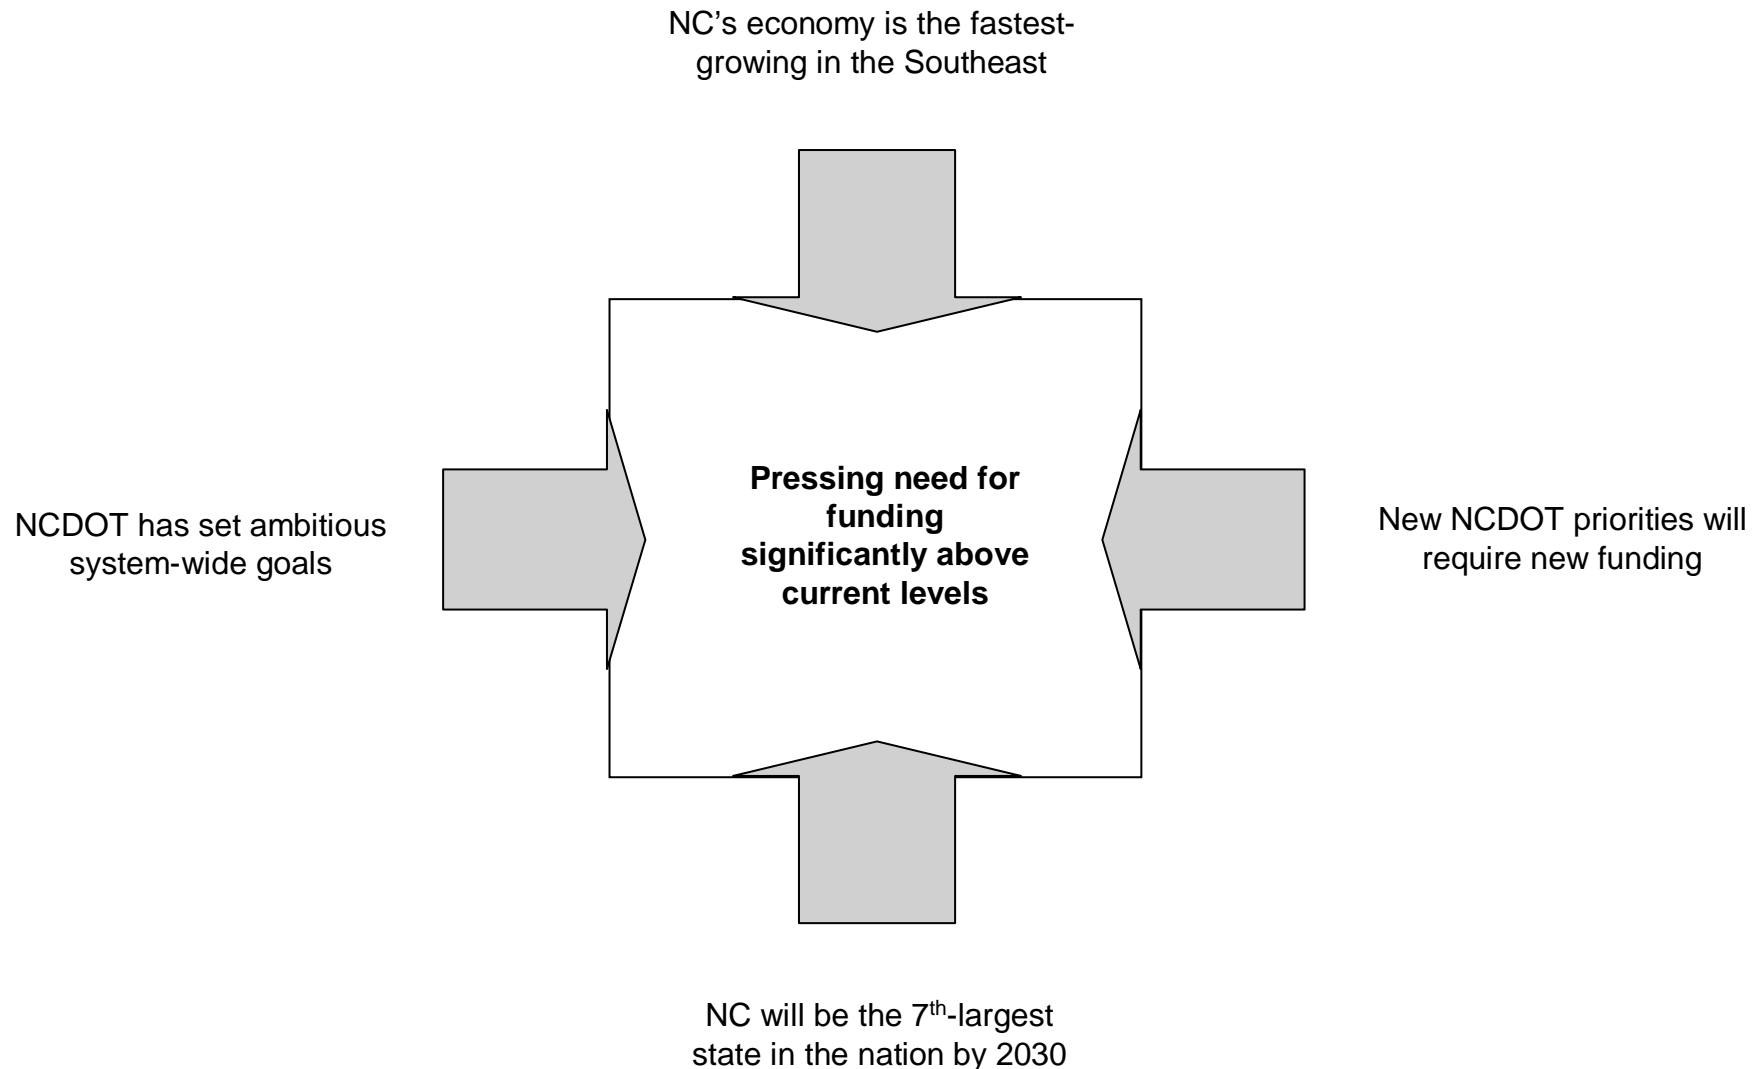 NC’s economy is the fastest-
growing in the Southeast
Pressing need for
funding
significantly above
current levels
NCDOT has set ambitious
system-wide goals
New NCDOT priorities will
require new funding
NC will be the 7th-largest
state in the nation by 2030